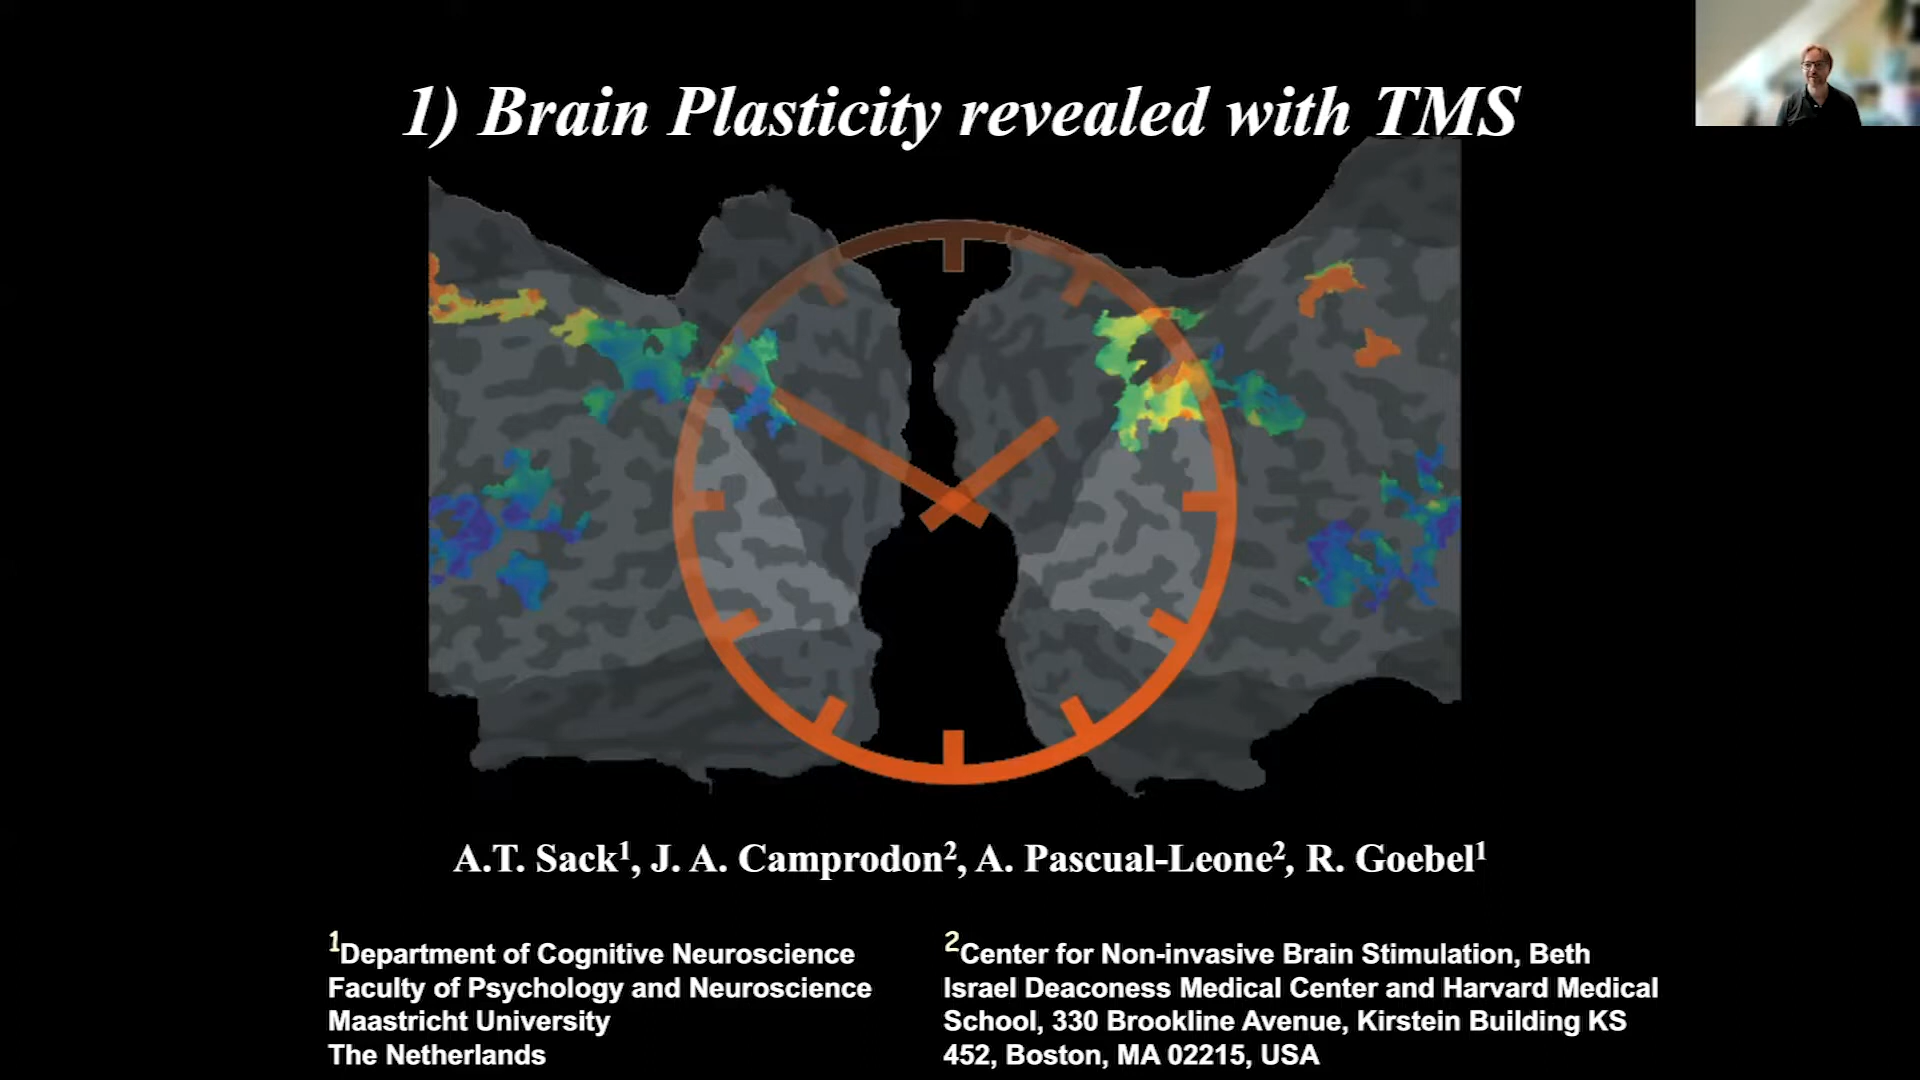 1) Brain Plasticity revealed with TMS
A.T. Sack¹, J. A. Camprodon², A. Pascual-Leone², R. Goebel¹
¹Department of Cognitive Neuroscience
Faculty of Psychology and Neuroscience
Maastricht University
The Netherlands
²Center for Non-invasive Brain Stimulation, Beth
Israel Deaconess Medical Center and Harvard Medical
School, 330 Brookline Avenue, Kirstein Building KS
452, Boston, MA 02215, USA